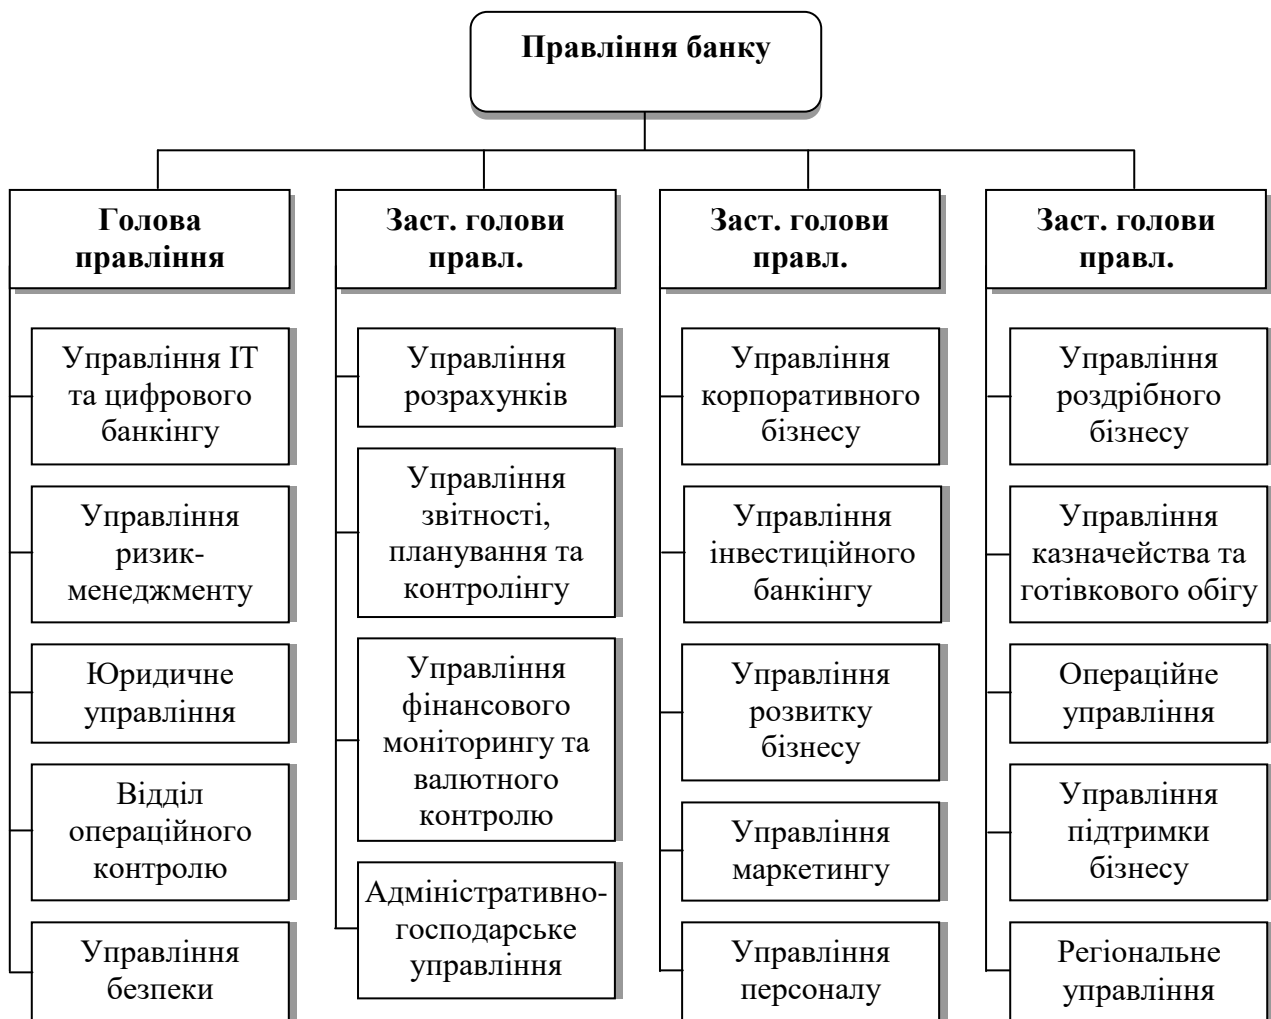 Правління банку
Голова
правління
Управління ІТ
та цифрового
банкінгу
Управління
ризик-
менеджменту
Юридичне
управління
Відділ
операційного
контролю
Управління
безпеки
Заст. голови
правл.
Управління
розрахунків
Управління
звітності,
планування та
контролінгу
Управління
фінансового
моніторингу та
валютного
контролю
Адміністративно-
господарське
управління
Заст. голови
правл.
Управління
корпоративного
бізнесу
Управління
інвестиційного
банкінгу
Управління
розвитку
бізнесу
Управління
маркетингу
Управління
персоналу
Заст. голови
правл.
Управління
роздрібного
бізнесу
Управління
казначейства та
готівкового обігу
Операційне
управління
Управління
підтримки
бізнесу
Регіональне
управління